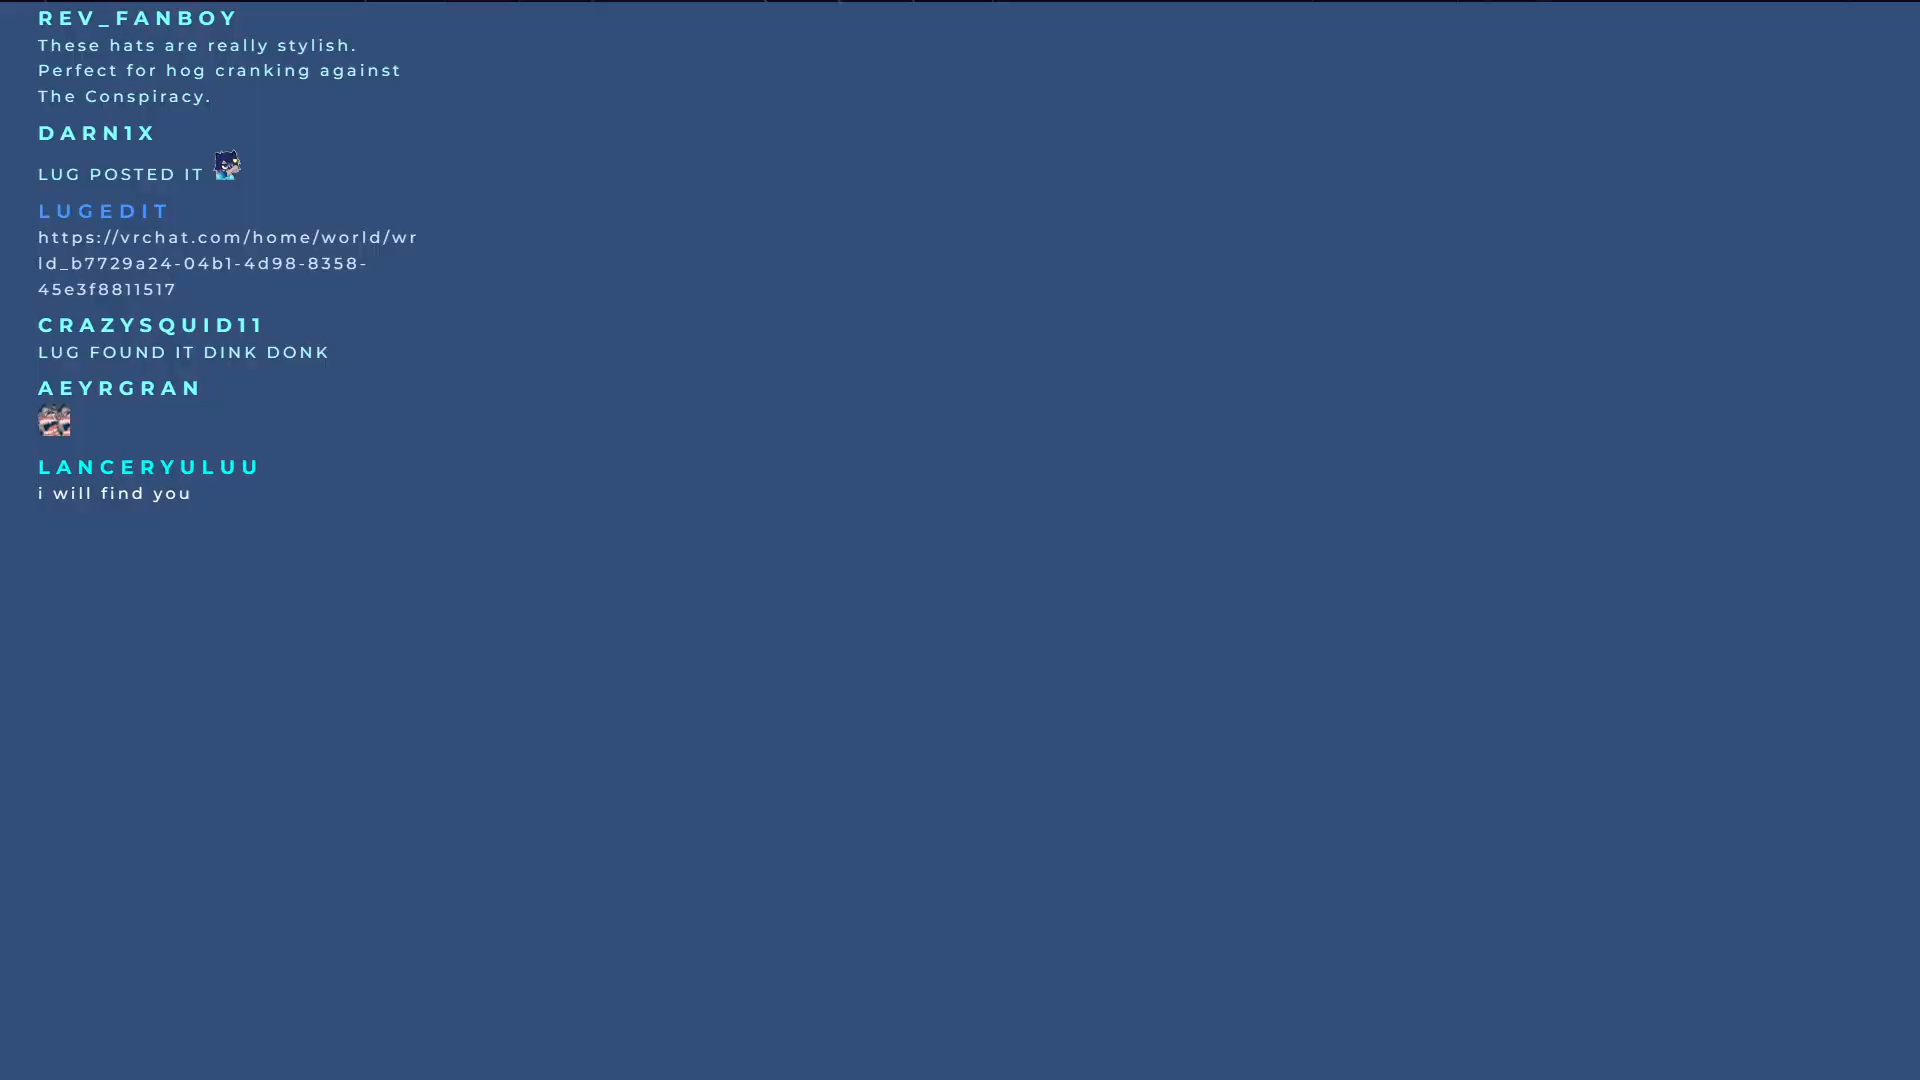 REV_FANBOY
These hats are really stylish.
Perfect for hog cranking against
The Conspiracy.
DARN1X
LUG POSTED IT
LUGEDIT
https://vrchat.com/home/world/wr
ld_b7729a24-04b1-4d98-8358-
45e3f8811517
CRAZYSQUID11
LUG FOUND IT DINK DONK
AEYRGRAN
LANCERYULUU
i will find you